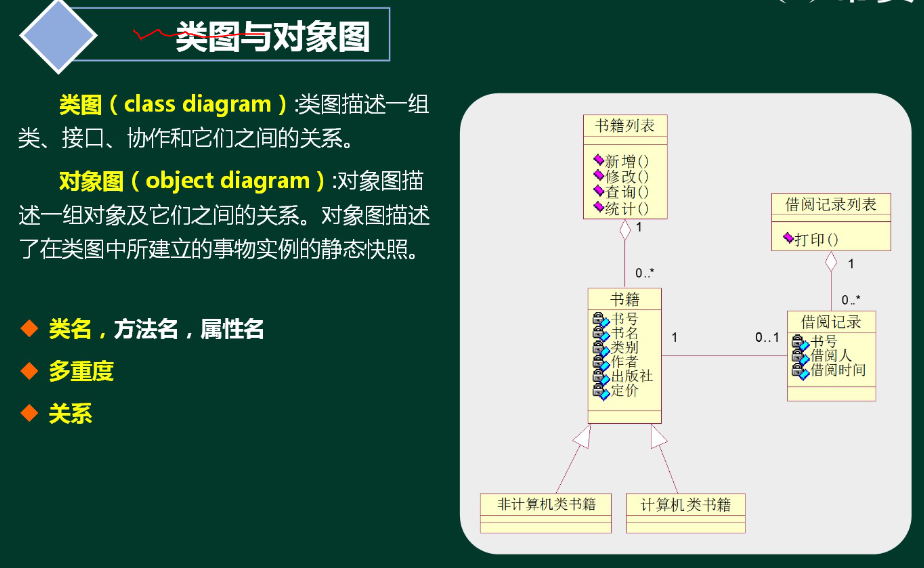 类图与对象图
类图（class diagram）:类图描述一组
类、接口、协作和它们之间的关系。
对象图（object diagram）:对象图描
述一组对象及它们之间的关系。对象图描述
了在类图中所建立的事物实例的静态快照。
类名，方法名，属性名
多重度
关系
书籍列表
新增()
修改()
查询()
统计()
1
0..*
书籍
书号
书名
类别
作者
出版社
定价
1
0..1
借阅记录列表
打印()
1
0..*
借阅记录
书号
借阅人
借阅时间
非计算机类书籍
计算机类书籍